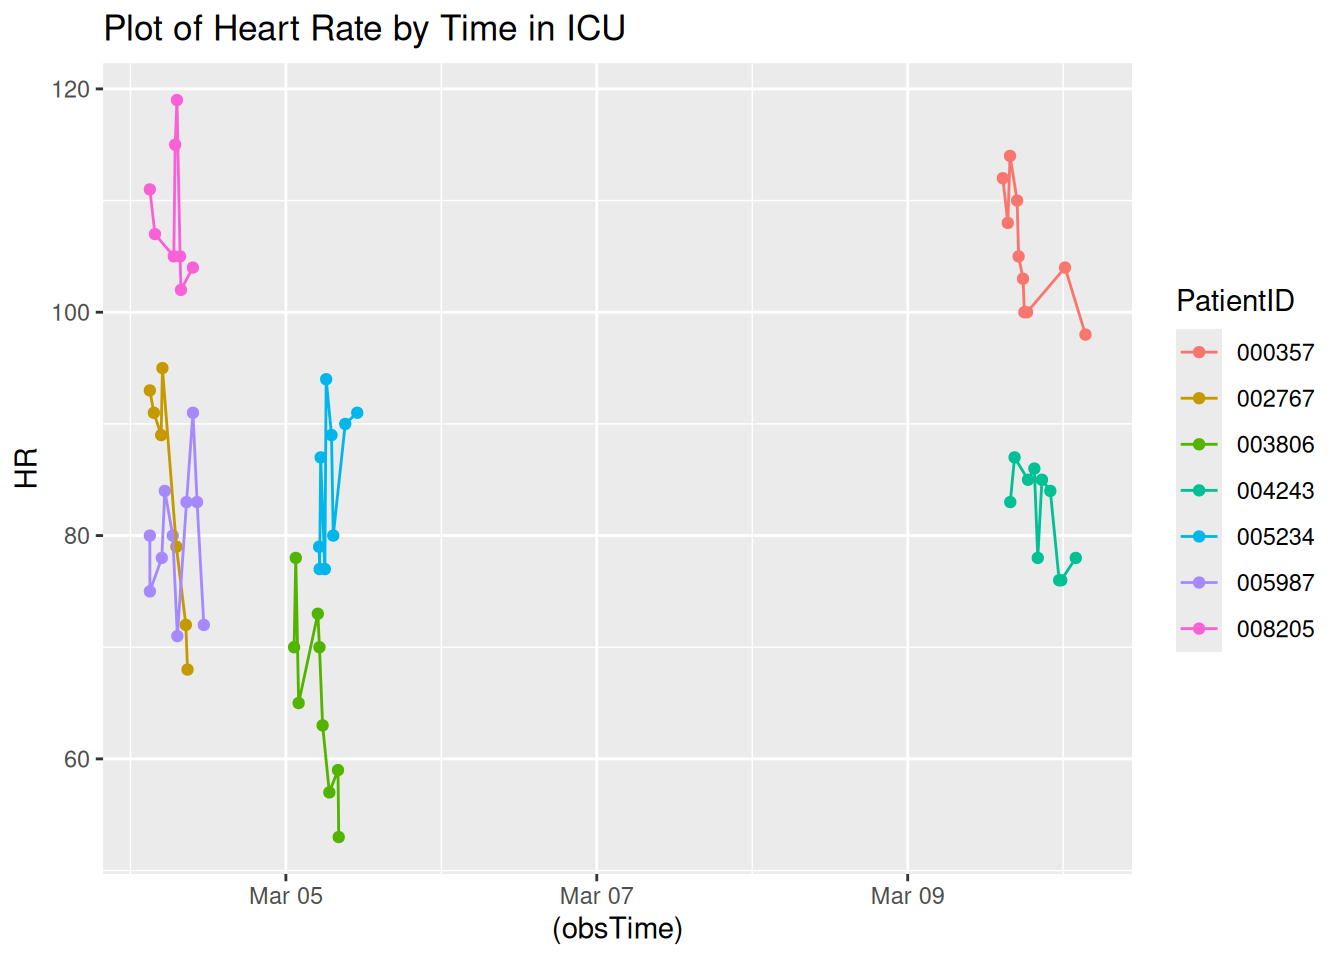 Plot of Heart Rate by Time in ICU
120
100
80
60
HR
Mar 05
Mar 07
Mar 09
(obsTime)
PatientID
000357
002767
003806
004243
005234
005987
008205